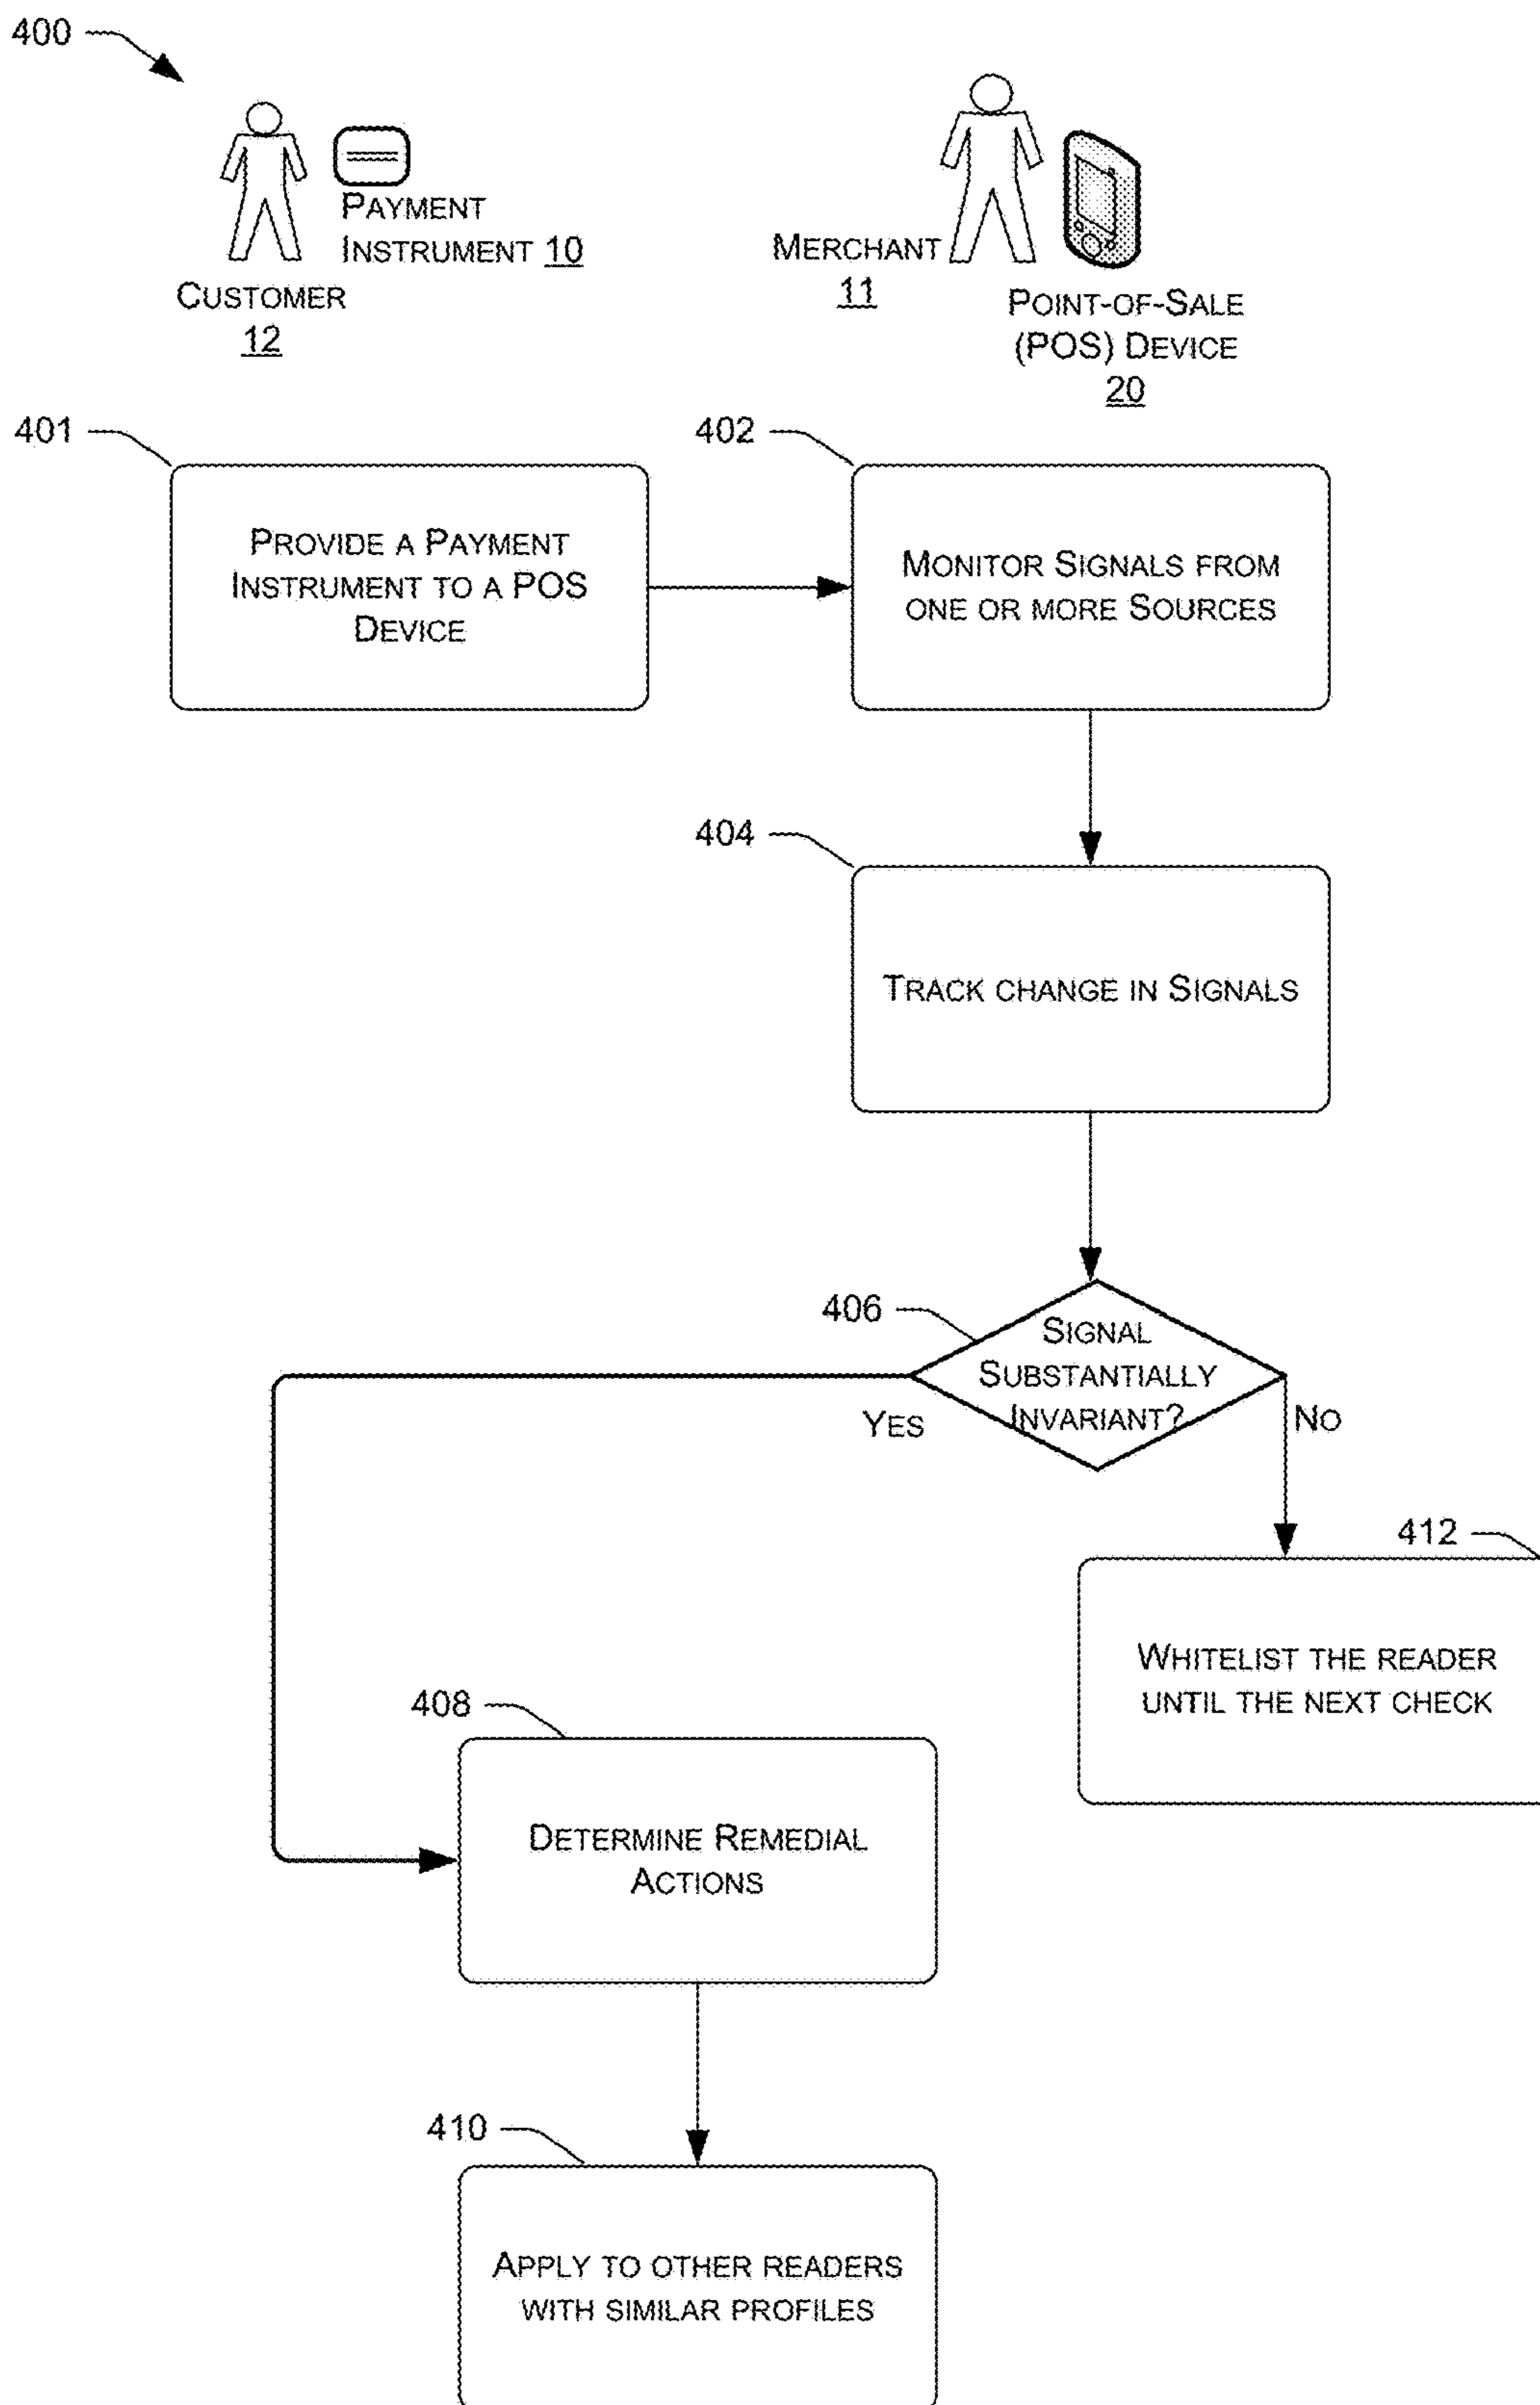 400
PAYMENT
INSTRUMENT 10
CUSTOMER
12
MERCHANT
11
POINT-OF-SALE
(POS) DEVICE
20
401
PROVIDE A PAYMENT
INSTRUMENT TO A POS
DEVICE
402
MONITOR SIGNALS FROM
ONE OR MORE SOURCES
404
TRACK CHANGE IN SIGNALS
406
SIGNAL
SUBSTANTIALLY
INVARIANT?
YES
NO
412
WHITELIST THE READER
UNTIL THE NEXT CHECK
408
DETERMINE REMEDIAL
ACTIONS
410
APPLY TO OTHER READERS
WITH SIMILAR PROFILES